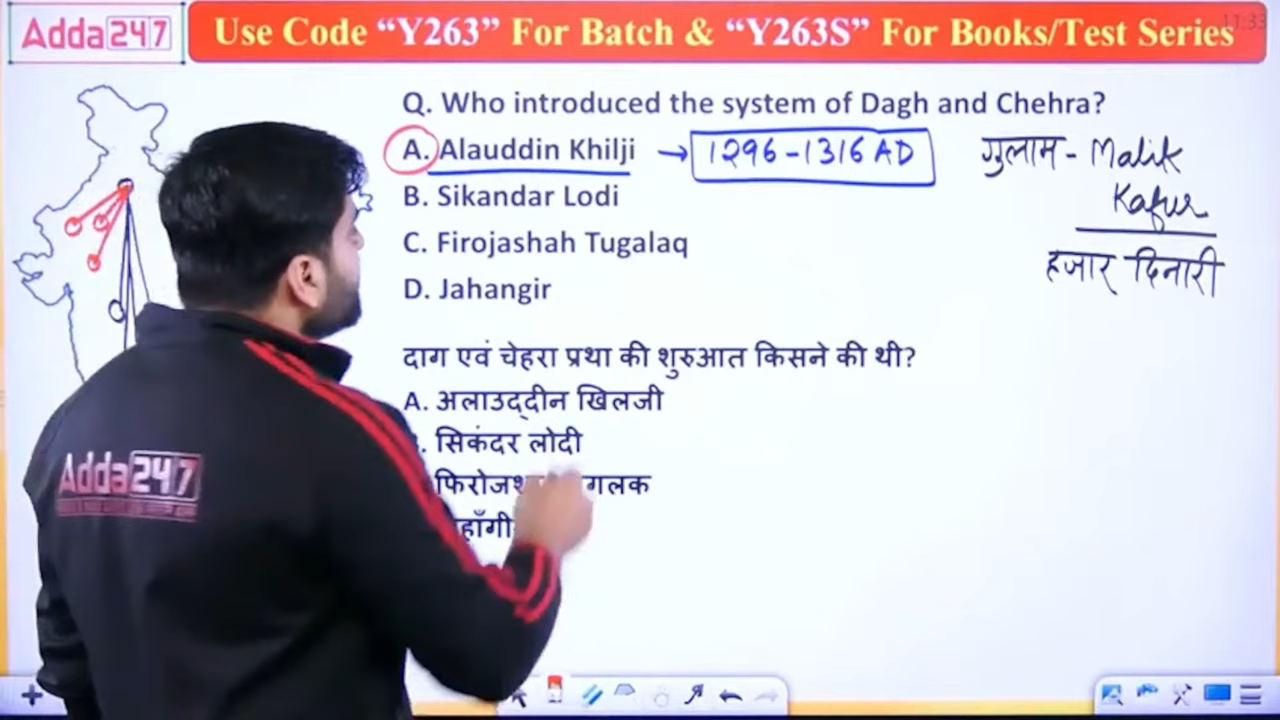 Adda247
Use Code “Y263” For Batch & “Y263S” For Books/Test Series
11:33
Q. Who introduced the system of Dagh and Chehra?
A. Alauddin Khilji → 1296-1316 AD
गुलाम - Malik
Kafur
हजार दिनारी
B. Sikandar Lodi
C. Firojashah Tugalaq
D. Jahangir
दाग एवं चेहरा प्रथा की शुरुआत किसने की थी?
A. अलाउद्दीन खिलजी
सिकंदर लोदी
Adda247